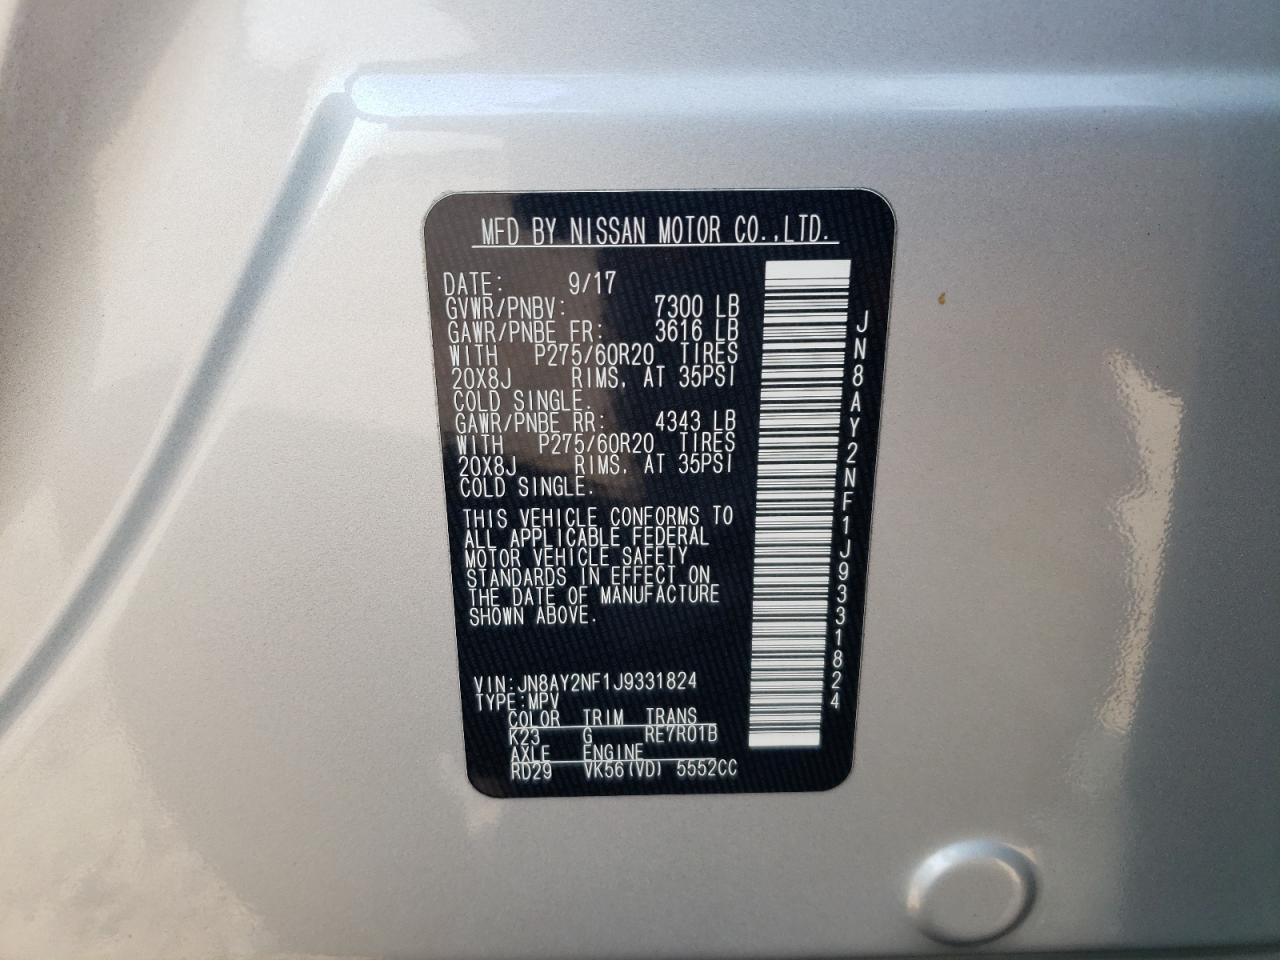 MFD BY NISSAN MOTOR CO.,LTD.
DATE: 9/17
GVWR/PNBV: 7300 LB
GAWR/PNBE FR: 3616 LB
WITH P275/60R20 TIRES
20X8J RIMS, AT 35PSI
COLD SINGLE.
GAWR/PNBE RR: 4343 LB
WITH P275/60R20 TIRES
20X8J RIMS, AT 35PSI
COLD SINGLE.
THIS VEHICLE CONFORMS TO
ALL APPLICABLE FEDERAL
MOTOR VEHICLE SAFETY
STANDARDS IN EFFECT ON
THE DATE OF MANUFACTURE
SHOWN ABOVE.
VIN:JN8AY2NF1J9331824
TYPE:MPV
COLOR TRIM TRANS
K23 G RE7R01B
AXLE ENGINE
RD29 VK56(VD) 5552CC
JN8AY2NF1J9331824